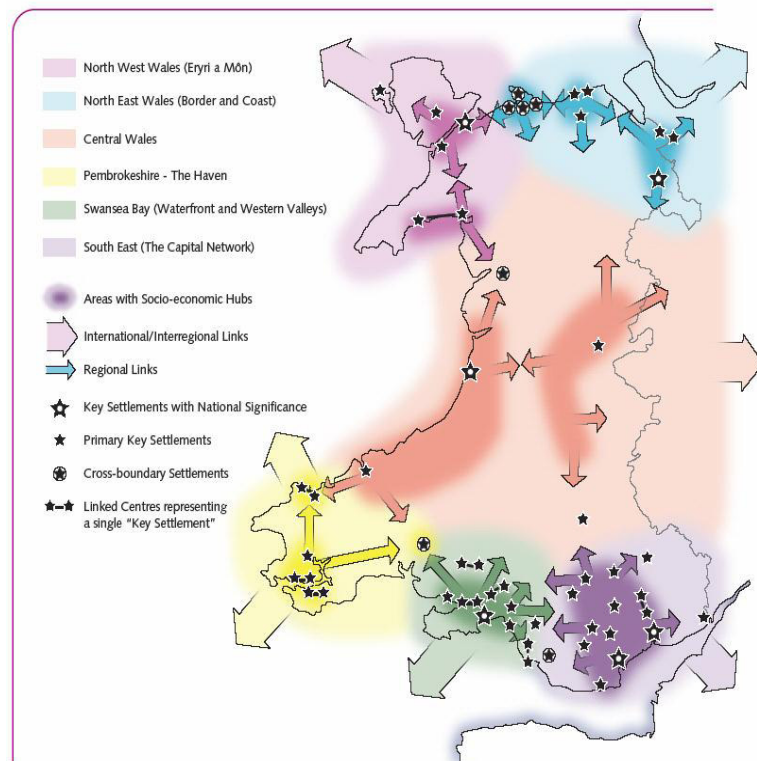 North West Wales (Eryri a Môn)
North East Wales (Border and Coast)
Central Wales
Pembrokeshire - The Haven
Swansea Bay (Waterfront and Western Valleys)
South East (The Capital Network)
Areas with Socio-economic Hubs
International/Interregional Links
Regional Links
Key Settlements with National Significance
Primary Key Settlements
Cross-boundary Settlements
Linked Centres representing
a single “Key Settlement”